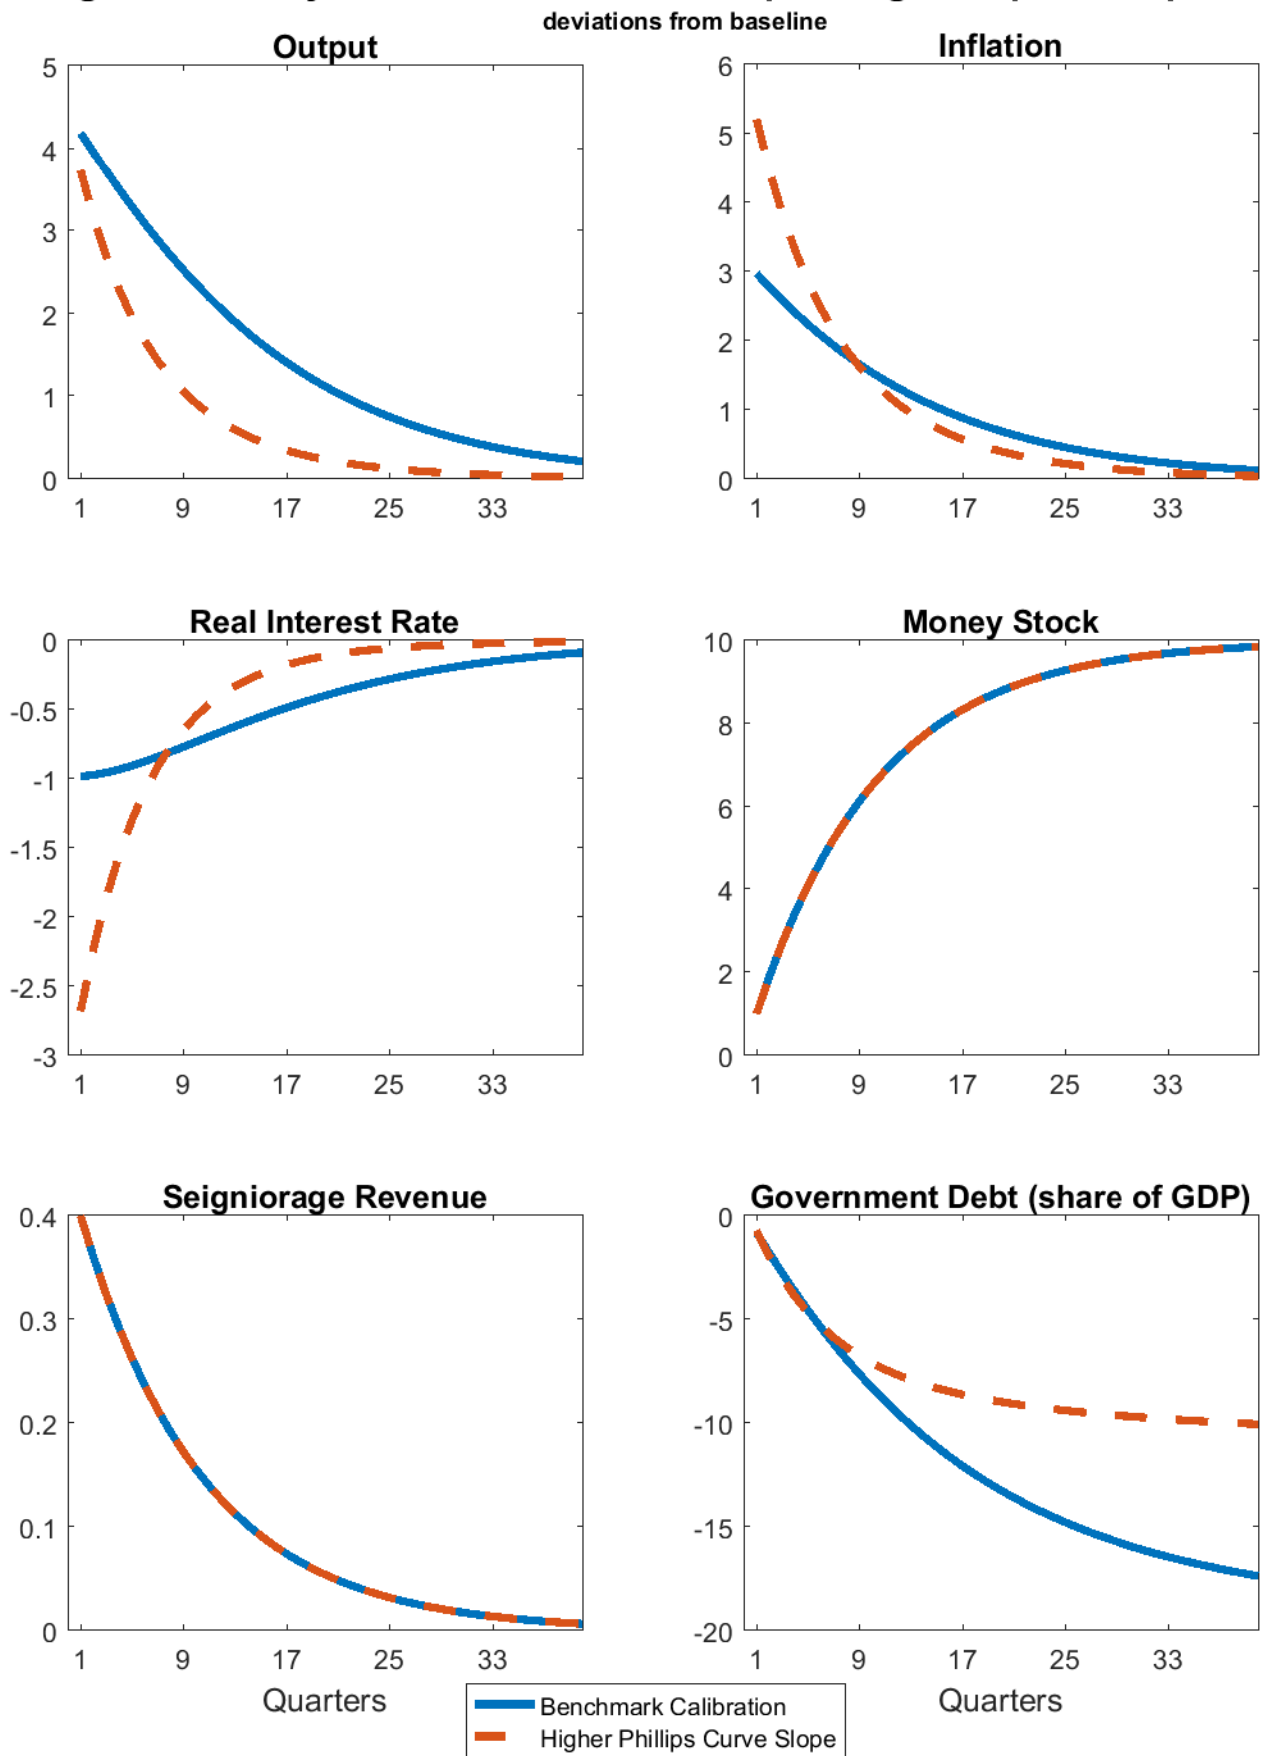 deviations from baseline
Output
5
4
3
2
1
0
1 9 17 25 33
Inflation
6
5
4
3
2
1
0
1 9 17 25 33
Real Interest Rate
0
-0.5
-1
-1.5
-2
-2.5
-3
1 9 17 25 33
Money Stock
10
8
6
4
2
0
1 9 17 25 33
Seigniorage Revenue
0.4
0.3
0.2
0.1
0
1 9 17 25 33
Quarters
Government Debt (share of GDP)
0
-5
-10
-15
-20
1 9 17 25 33
Quarters
Benchmark Calibration
Higher Phillips Curve Slope